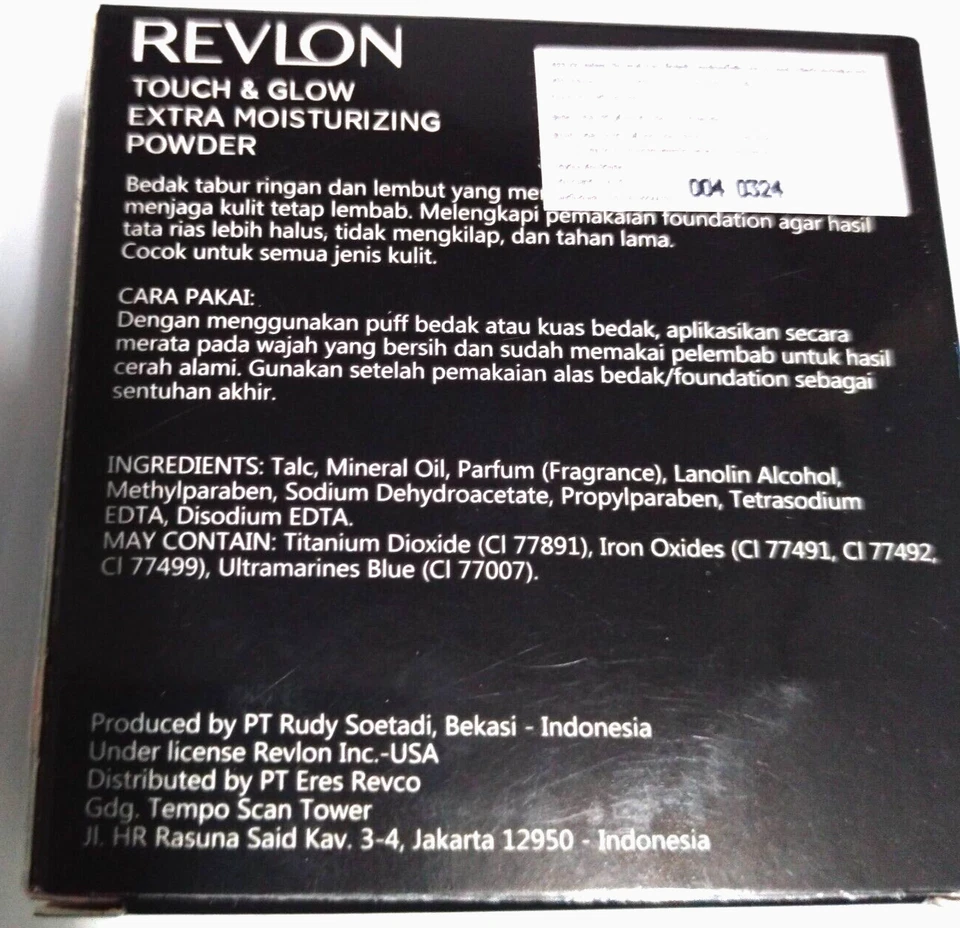 REVLON
TOUCH & GLOW
EXTRA MOISTURIZING
POWDER
Bedak tabur ringan dan lembut yang
menjaga kulit tetap lembab. Melengkapi pemakaian foundation agar hasil
tata rias lebih halus, tidak mengkilap, dan tahan lama.
Cocok untuk semua jenis kulit.
004 0324
CARA PAKAI:
Dengan menggunakan puff bedak atau kuas bedak, aplikasikan secara
merata pada wajah yang bersih dan sudah memakai pelembab untuk hasil
cerah alami. Gunakan setelah pemakaian alas bedak/foundation sebagai
sentuhan akhir.
INGREDIENTS: Talc, Mineral Oil, Parfum (Fragrance), Lanolin Alcohol,
Methylparaben, Sodium Dehydroacetate, Propylparaben, Tetrasodium
EDTA, Disodium EDTA.
MAY CONTAIN: Titanium Dioxide (CI 77891), Iron Oxides (CI 77491, CI 77492,
CI 77499), Ultramarines Blue (CI 77007).
Produced by PT Rudy Soetadi, Bekasi - Indonesia
Under license Revlon Inc.-USA
Distributed by PT Eres Revco
Gdg. Tempo Scan Tower
Jl. HR Rasuna Said Kav. 3-4, Jakarta 12950 - Indonesia